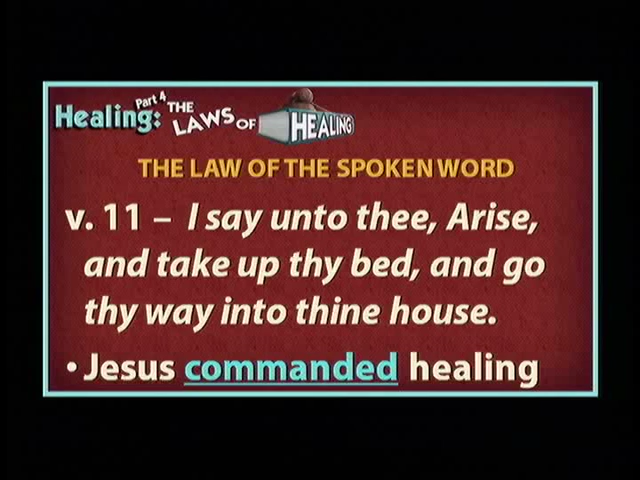 Healing: Part 4 THE LAWS OF HEALING
THE LAW OF THE SPOKEN WORD
v. 11 – I say unto thee, Arise,
and take up thy bed, and go
thy way into thine house.
• Jesus commanded healing